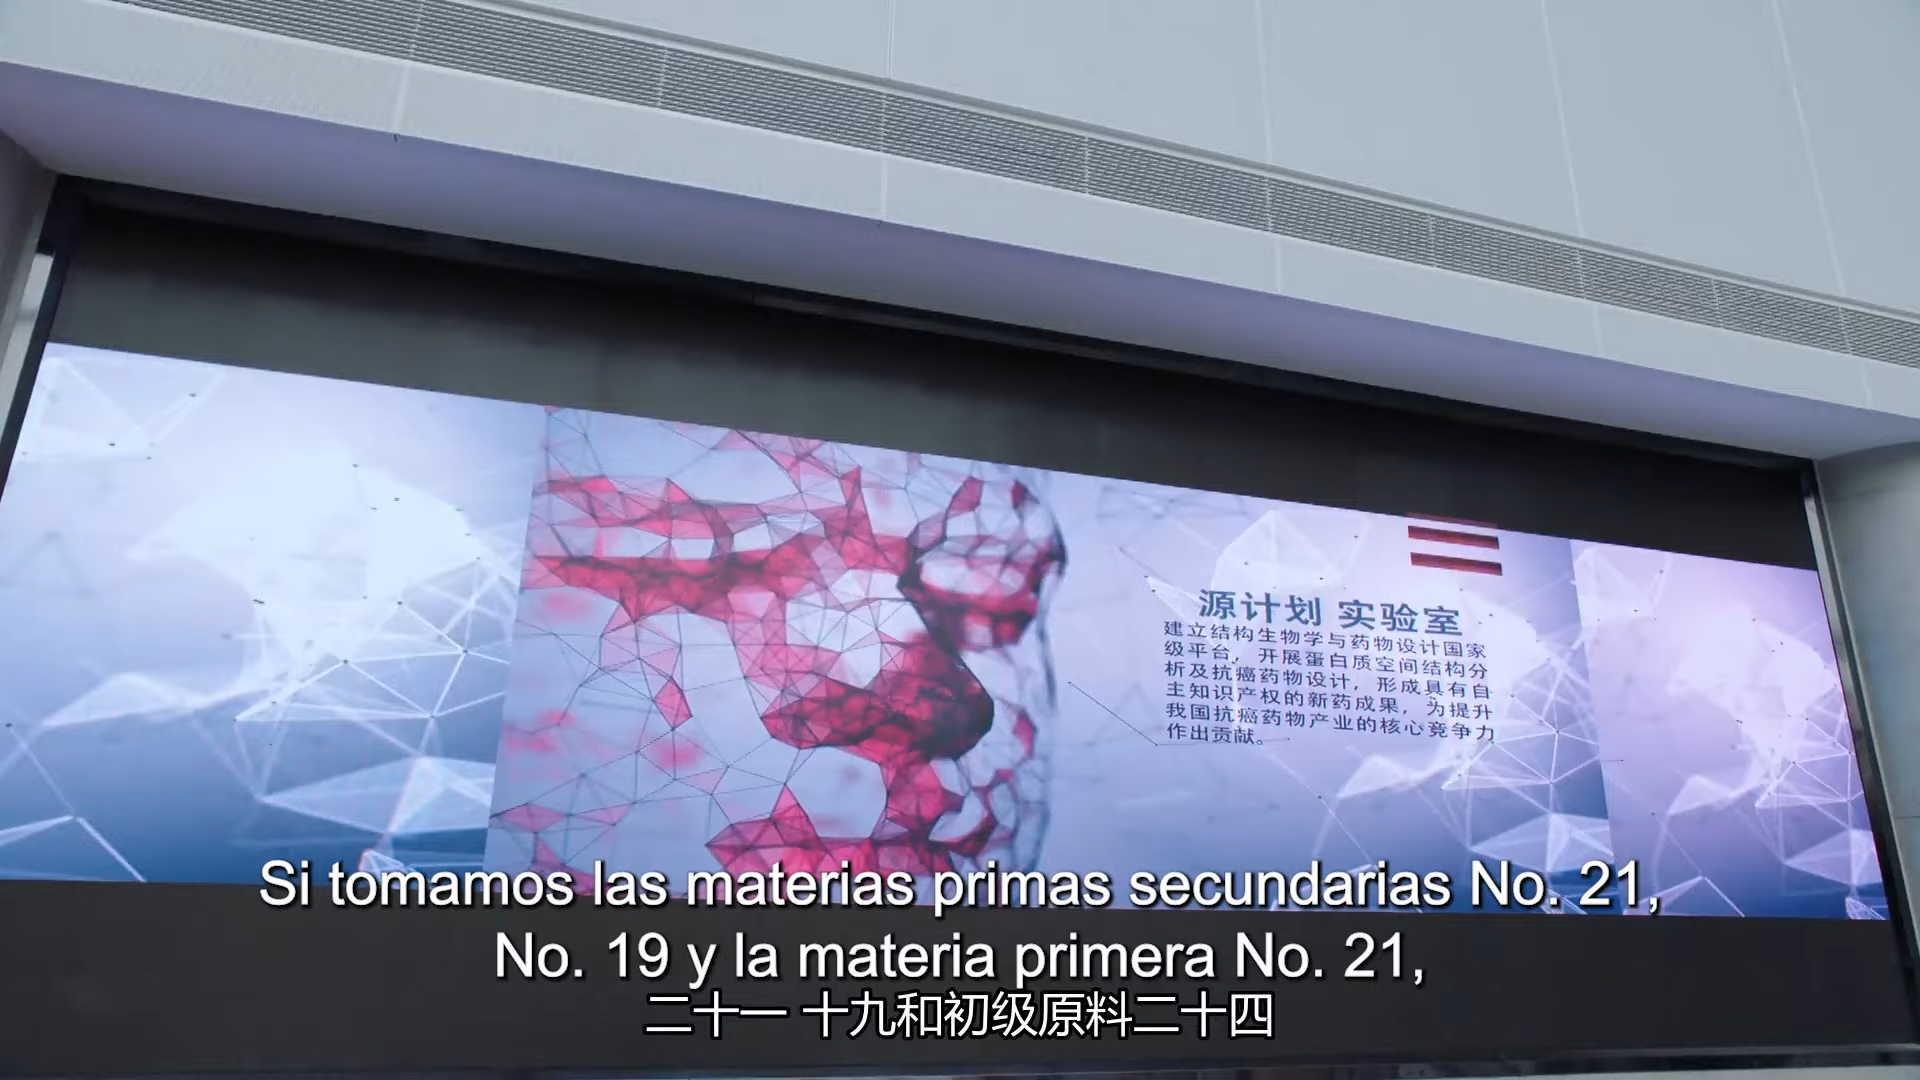 源计划 实验室
建立结构生物学与药物设计国家
级平台，开展蛋白质空间结构分
析及抗癌药物设计，形成具有自
主知识产权的新药成果，为提升
我国抗癌药物产业的核心竞争力
作出贡献。
Si tomamos las materias primas secundarias No. 21,
No. 19 y la materia primera No. 21,
二十一 十九和初级原料二十四